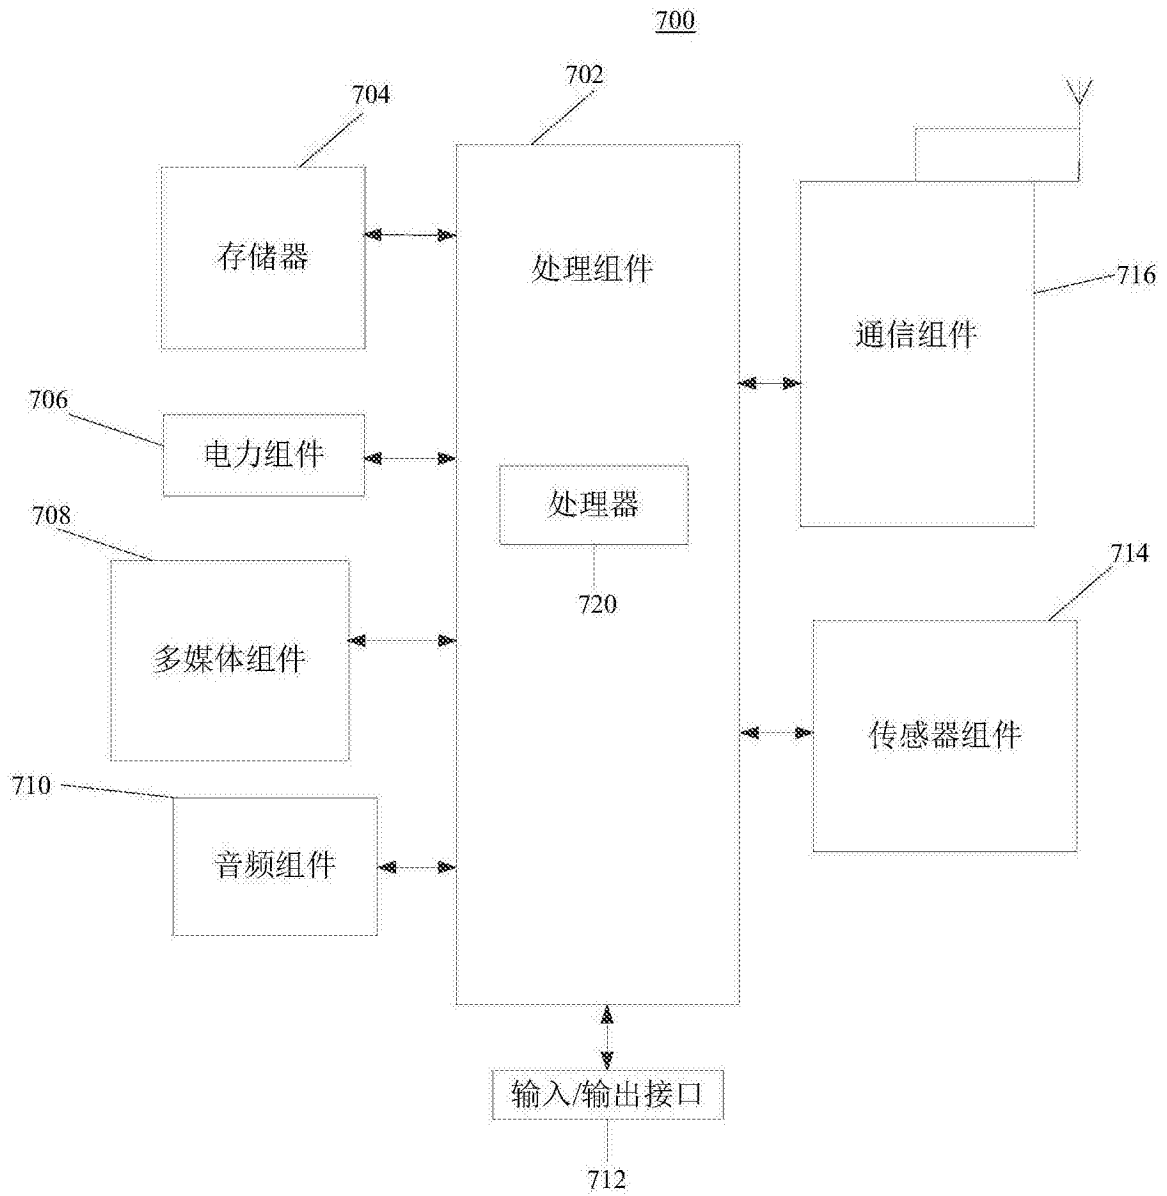 700
702
704
存储器
处理组件
716
通信组件
706
电力组件
处理器
708
720
714
多媒体组件
传感器组件
710
音频组件
输入/输出接口
712